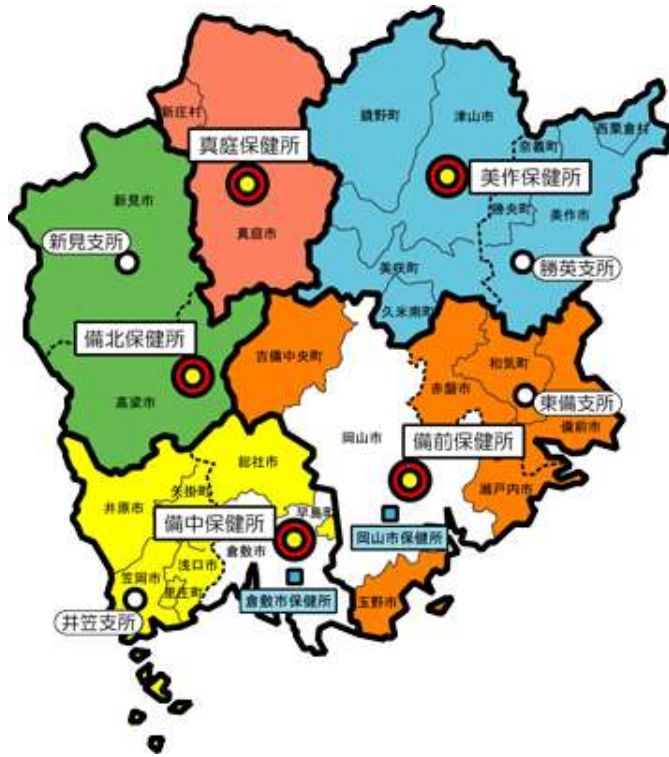 新庄村
真庭保健所
真庭市
鏡野町
津山市
西粟倉村
奈義町
美作保健所
勝央町
美作市
新見市
新見支所
美咲町
勝英支所
久米南町
備北保健所
高梁市
吉備中央町
和気町
赤磐市
東備支所
備前市
岡山市
備前保健所
瀬戸内市
総社市
矢掛町
井原市
早島町
備中保健所
倉敷市
岡山市保健所
浅口市
笠岡市
里庄町
倉敷市保健所
玉野市
井笠支所